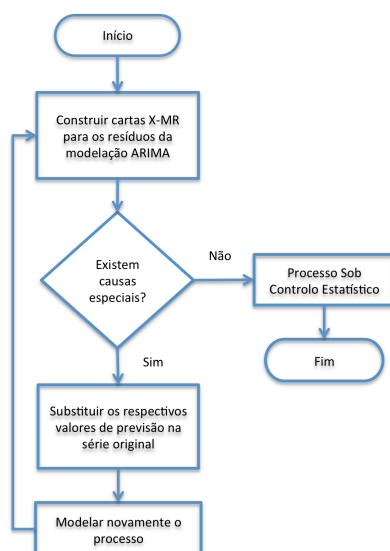 Início
Construir cartas X-MR
para os resíduos da
modelação ARIMA
Existem
causas
especiais?
Não
Processo Sob
Controlo Estatístico
Fim
Sim
Substituir os respectivos
valores de previsão na
série original
Modelar novamente o
processo